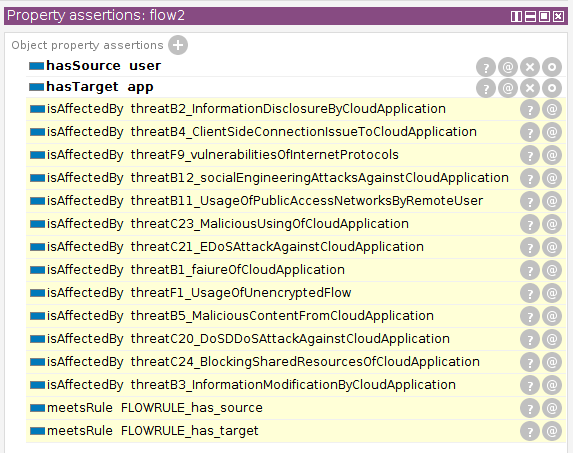 Property assertions: flow2
Object property assertions
hasSource user
hasTarget app
isAffectedBy threatB2_InformationDisclosureByCloudApplication
isAffectedBy threatB4_ClientSideConnectionIssueToCloudApplication
isAffectedBy threatF9_vulnerabilitiesOfInternetProtocols
isAffectedBy threatB12_socialEngineeringAttacksAgainstCloudApplication
isAffectedBy threatB11_UsageOfPublicAccessNetworksByRemoteUser
isAffectedBy threatC23_MaliciousUsingOfCloudApplication
isAffectedBy threatC21_EDoSAttackAgainstCloudApplication
isAffectedBy threatB1_faiureOfCloudApplication
isAffectedBy threatF1_UsageOfUnencryptedFlow
isAffectedBy threatB5_MaliciousContentFromCloudApplication
isAffectedBy threatC20_DoSDDoSAttackAgainstCloudApplication
isAffectedBy threatC24_BlockingSharedResourcesOfCloudApplication
isAffectedBy threatB3_InformationModificationByCloudApplication
meetsRule FLOWRULE_has_source
meetsRule FLOWRULE_has_target